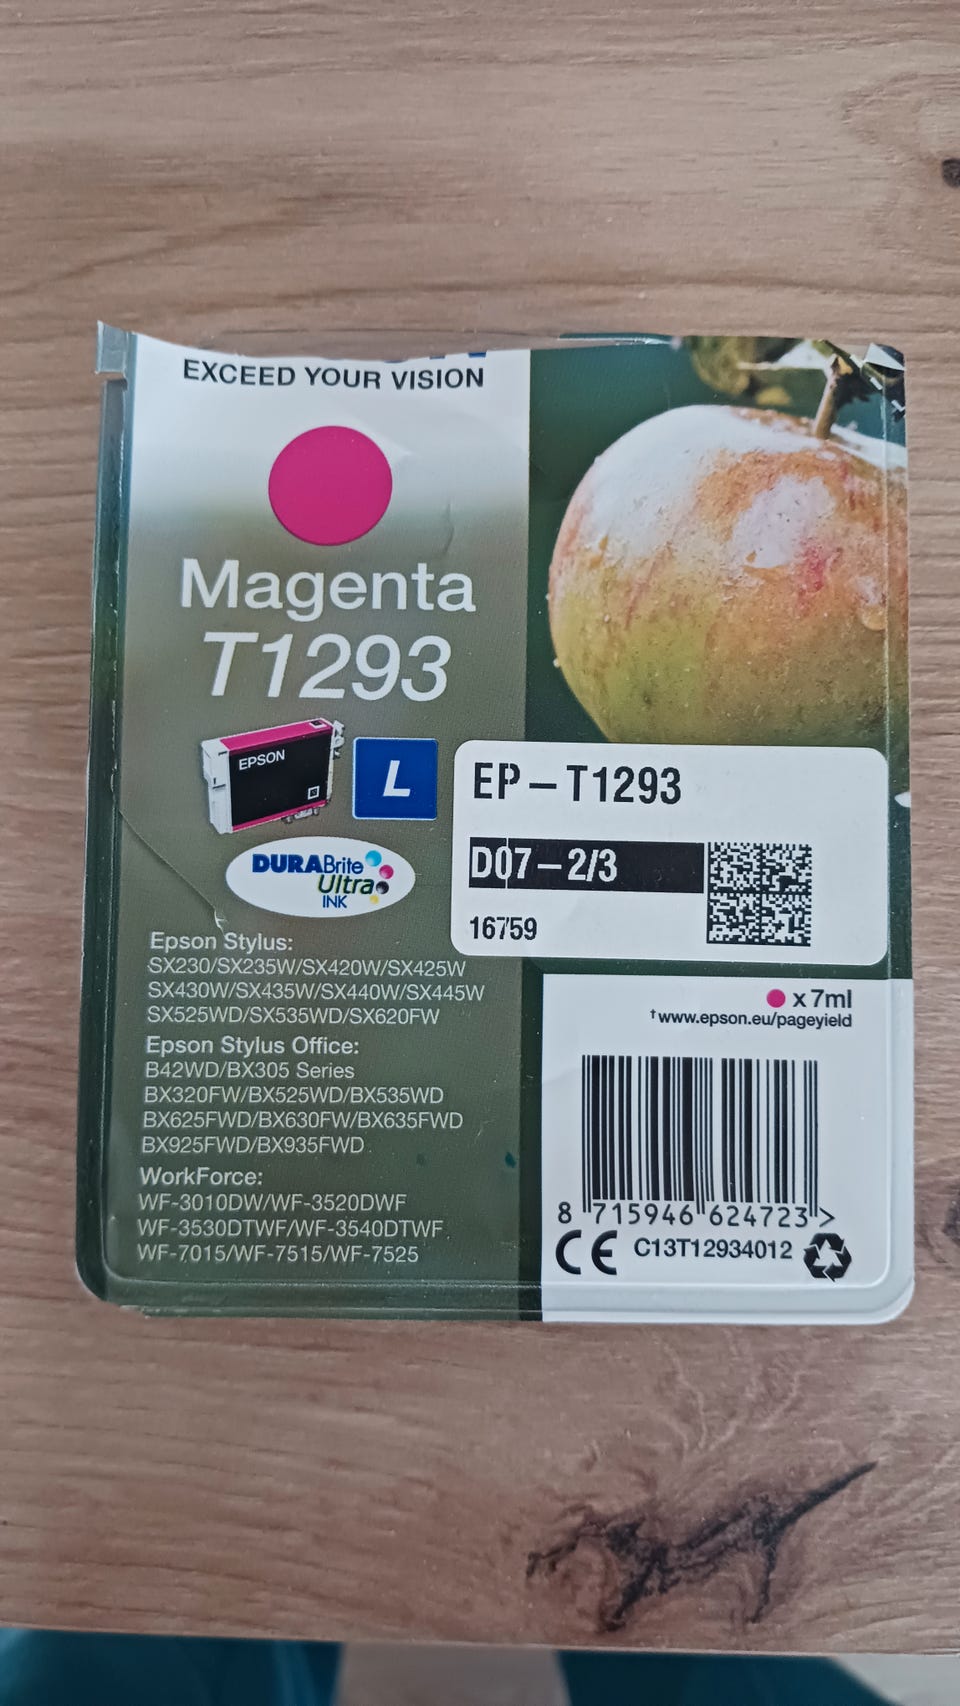 EXCEED YOUR VISION
Magenta
T1293
EPSON
L
DURABrite
Ultra
INK
EP-T1293
D07-2/3
16759
Epson Stylus:
SX230/SX235W/SX420W/SX425W
SX430W/SX435W/SX440W/SX445W
SX525WD/SX535WD/SX620FW
Epson Stylus Office:
B42WD/BX305 Series
BX320FW/BX525WD/BX535WD
BX625FWD/BX630FW/BX635FWD
BX925FWD/BX935FWD
WorkForce:
WF-3010DW/WF-3520DWF
WF-3530DTWF/WF-3540DTWF
WF-7015/WF-7515/WF-7525
x 7ml
†www.epson.eu/pageyield
8 715946 624723 >
CE C13T12934012